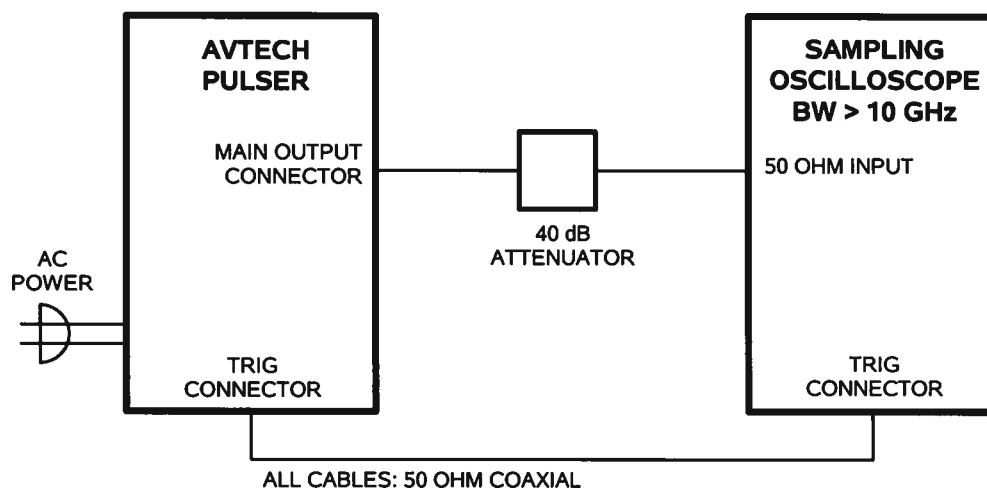 AVTECH
PULSER
MAIN OUTPUT
CONNECTOR
AC
POWER
TRIG
CONNECTOR
40 dB
ATTENUATOR
SAMPLING
OSCILLOSCOPE
BW > 10 GHz
50 OHM INPUT
TRIG
CONNECTOR
ALL CABLES: 50 OHM COAXIAL